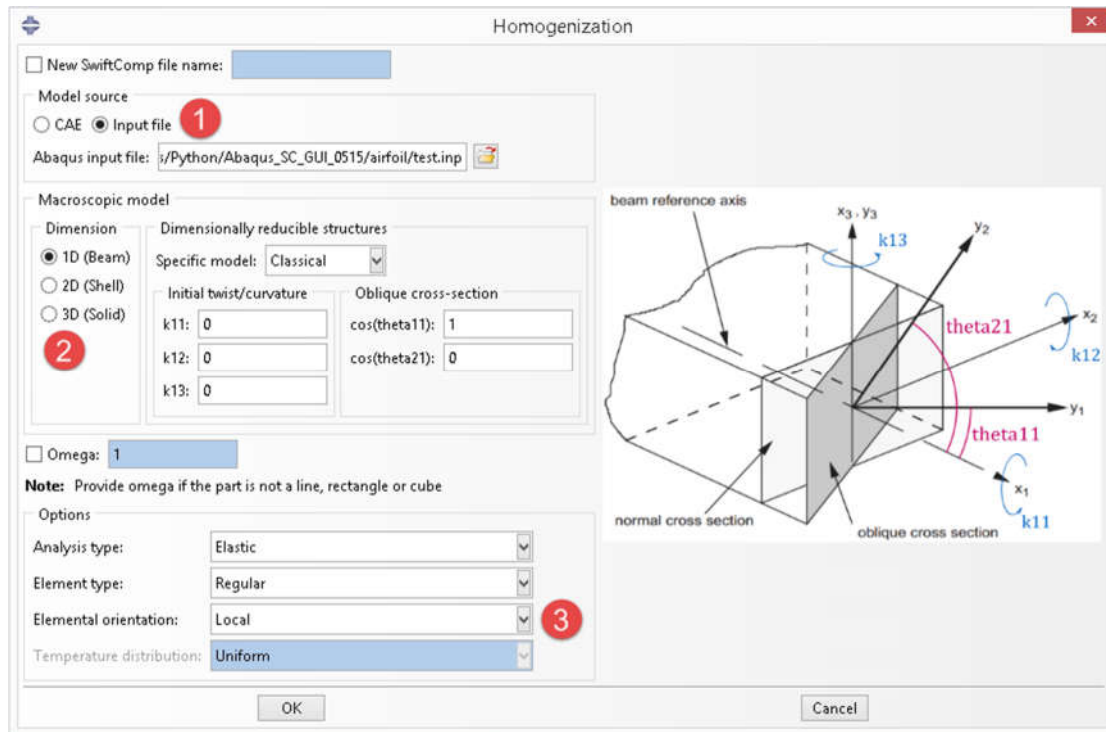 Homogenization
New SwiftComp file name:
Model source
CAE Input file 1
Abaqus input file: s/Python/Abaqus_SC_GUI_0515/airfoil/test.inp
Macroscopic model
Dimension
1D (Beam)
2D (Shell)
3D (Solid)
2
Dimensionally reducible structures
Specific model: Classical
Initial twist/curvature
k11: 0
k12: 0
k13: 0
Oblique cross-section
cos(theta11): 1
cos(theta21): 0
Omega: 1
Note: Provide omega if the part is not a line, rectangle or cube
Options
Analysis type: Elastic
Element type: Regular
Elemental orientation: Local 3
Temperature distribution: Uniform
OK Cancel
beam reference axis
x3 , y3
k13
y2
theta21
x2
k12
y1
theta11
x1
k11
normal cross section
oblique cross section